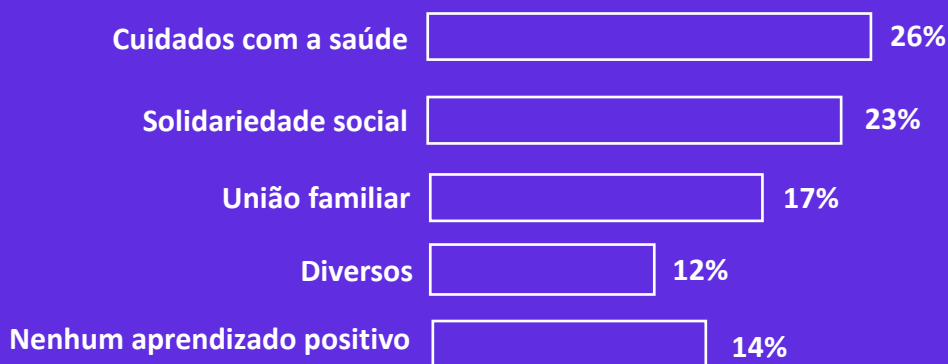 Cuidados com a saúde 26%
Solidariedade social 23%
União familiar 17%
Diversos 12%
Nenhum aprendizado positivo 14%